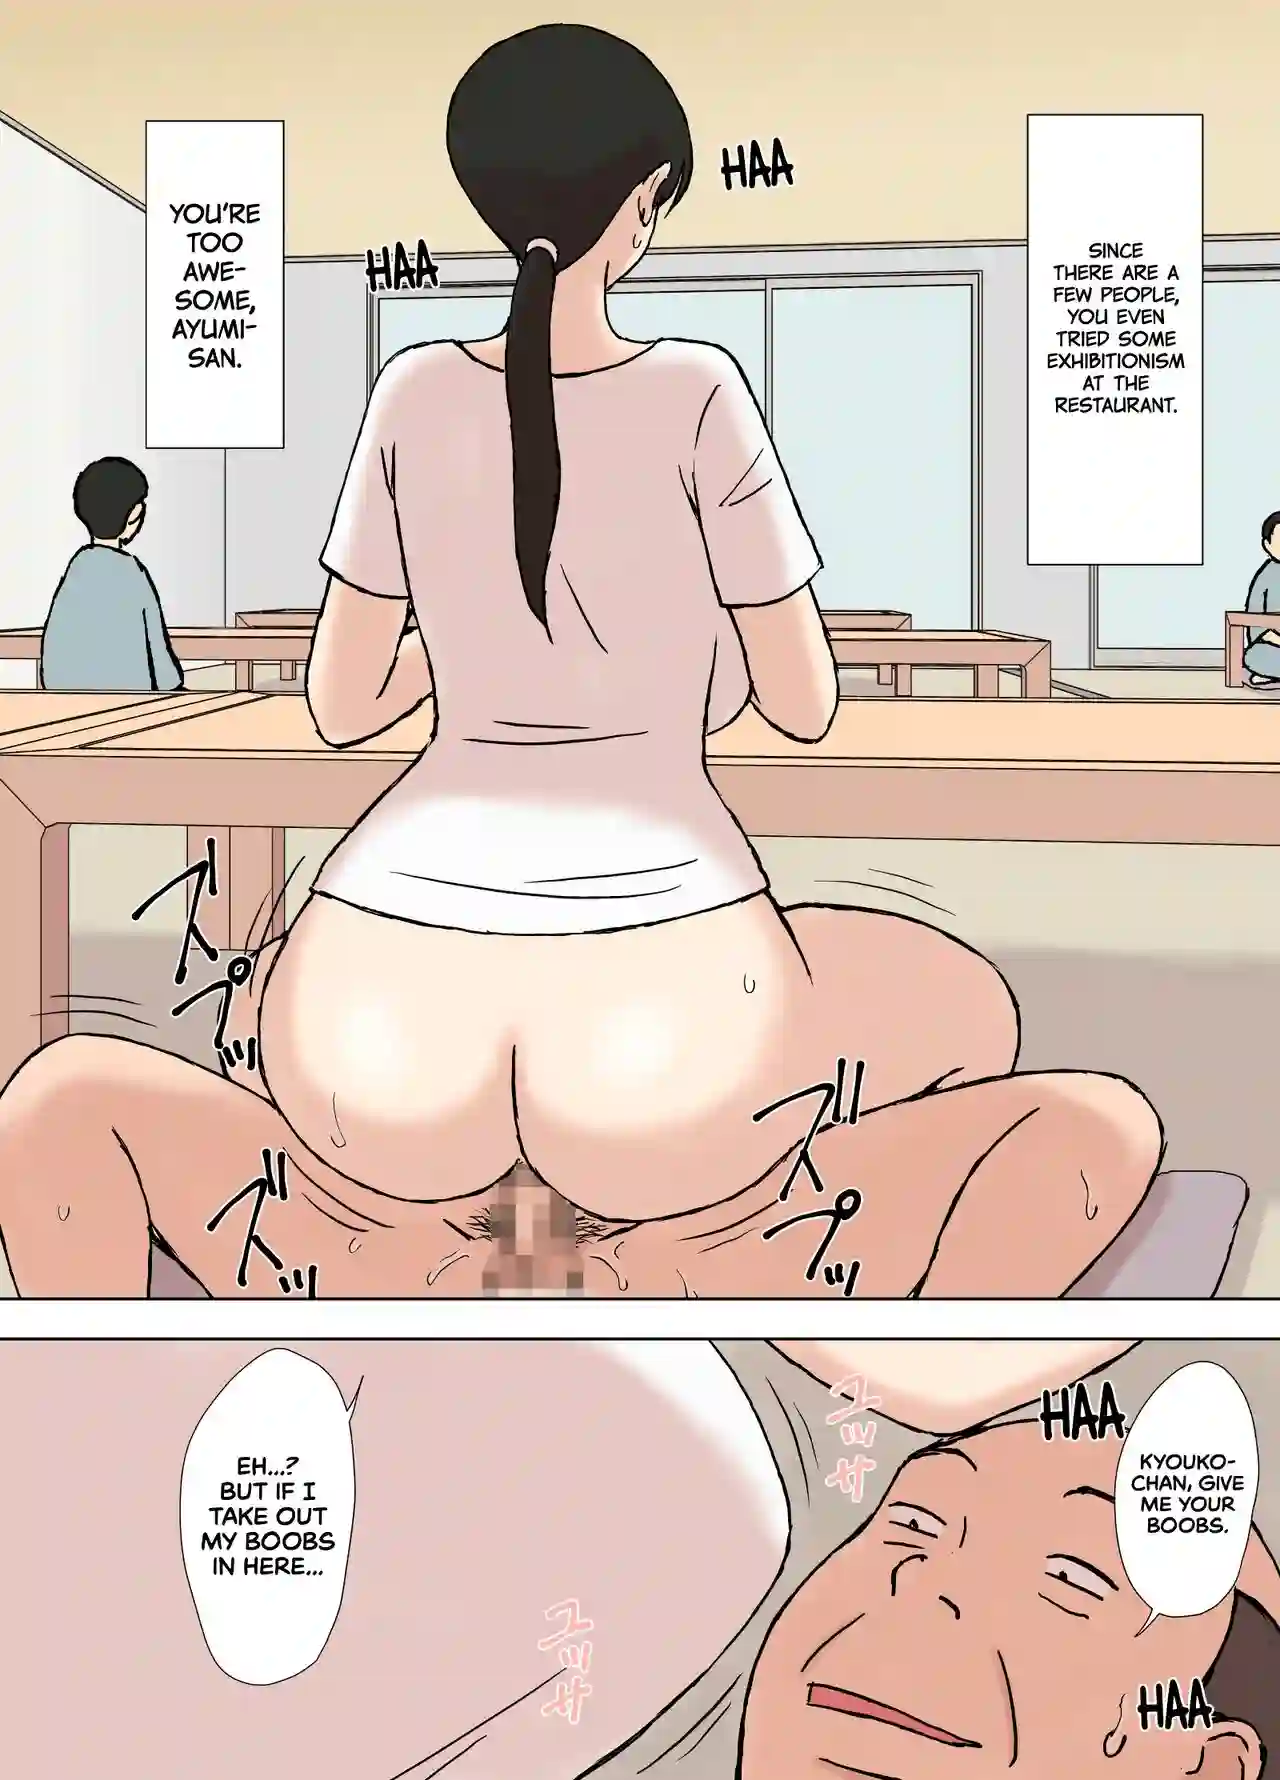 SINCE
THERE ARE A
FEW PEOPLE,
YOU EVEN
TRIED SOME
EXHIBITIONISM
AT THE
RESTAURANT.
HAA
HAA
YOU'RE
TOO
AWE-
SOME,
AYUMI-
SAN.
ズプッ
ズッ
ズプッ
KYOUKO-
CHAN, GIVE
ME YOUR
BOOBS.
HAA
ユッサ
HAA
EH...?
BUT IF I
TAKE OUT
MY BOOBS
IN HERE...
ユッサ